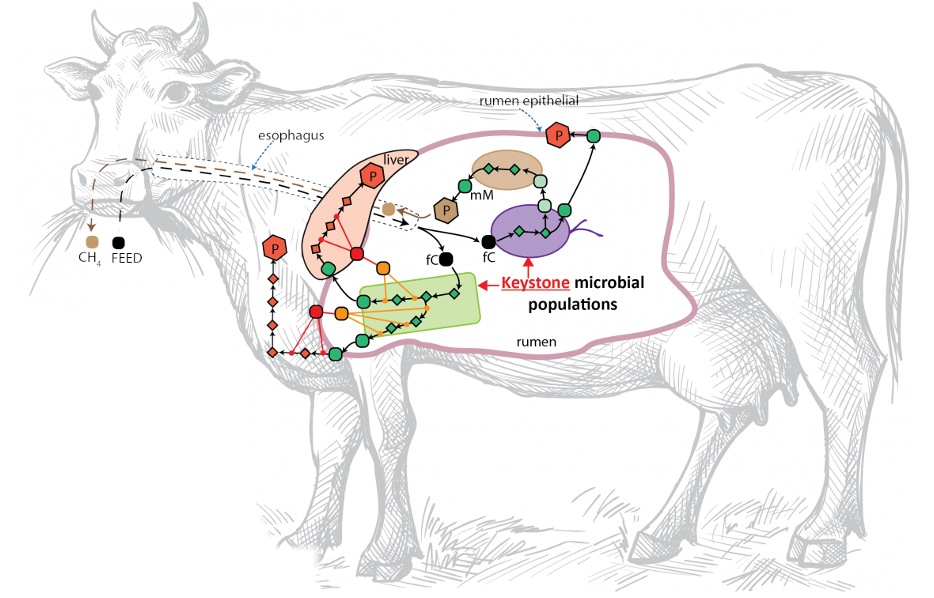 rumen epithelial
P
esophagus
liver
P
mM
P
P
fC
fC
CH4
FEED
Keystone microbial
populations
rumen